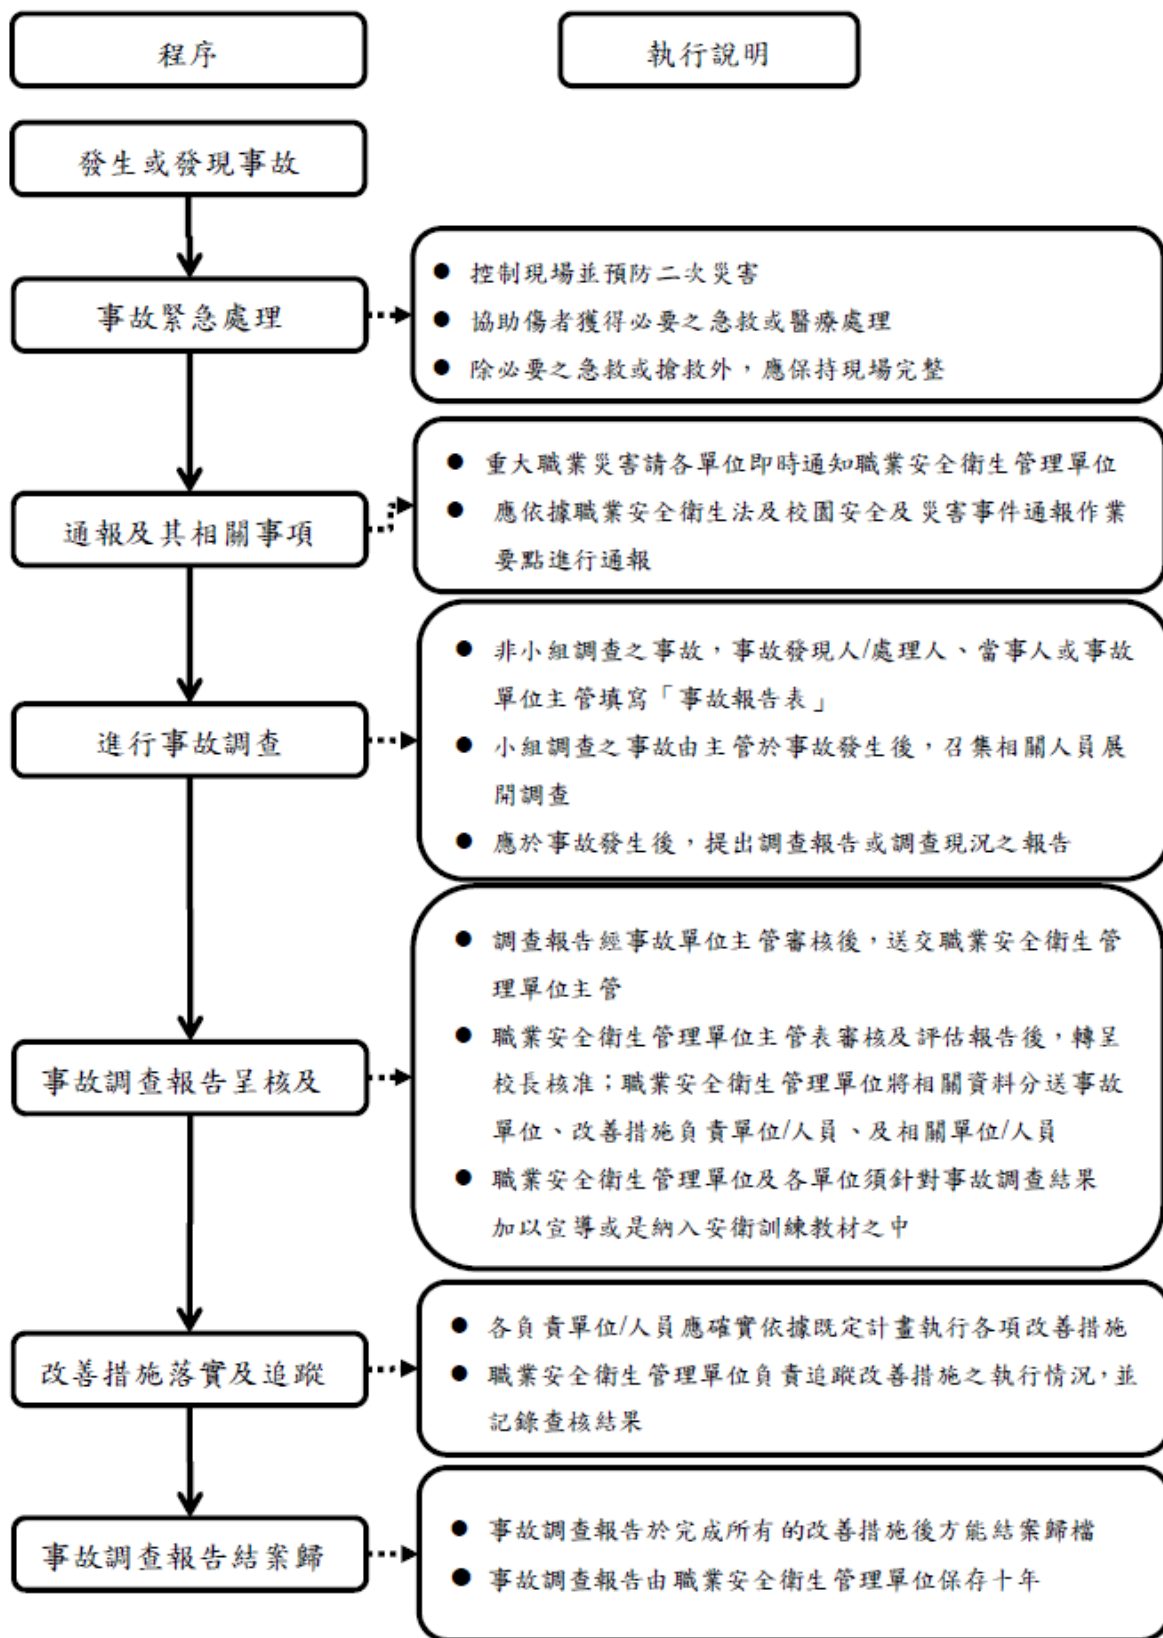 程序
執行說明
發生或發現事故
事故緊急處理
● 控制現場並預防二次災害
● 協助傷者獲得必要之急救或醫療處理
● 除必要之急救或搶救外，應保持現場完整
通報及其相關事項
● 重大職業災害請各單位即時通知職業安全衛生管理單位
● 應依據職業安全衛生法及校園安全及災害事件通報作業
要點進行通報
進行事故調查
● 非小組調查之事故，事故發現人/處理人、當事人或事故
單位主管填寫「事故報告表」
● 小組調查之事故由主管於事故發生後，召集相關人員展
開調查
● 應於事故發生後，提出調查報告或調查現況之報告
事故調查報告呈核及
● 調查報告經事故單位主管審核後，送交職業安全衛生管
理單位主管
● 職業安全衛生管理單位主管表審核及評估報告後，轉呈
校長核准；職業安全衛生管理單位將相關資料分送事故
單位、改善措施負責單位/人員、及相關單位/人員
● 職業安全衛生管理單位及各單位須針對事故調查結果
加以宣導或是納入安衛訓練教材之中
改善措施落實及追蹤
● 各負責單位/人員應確實依據既定計畫執行各項改善措施
● 職業安全衛生管理單位負責追蹤改善措施之執行情況，並
記錄查核結果
事故調查報告結案歸
● 事故調查報告於完成所有的改善措施後方能結案歸檔
● 事故調查報告由職業安全衛生管理單位保存十年